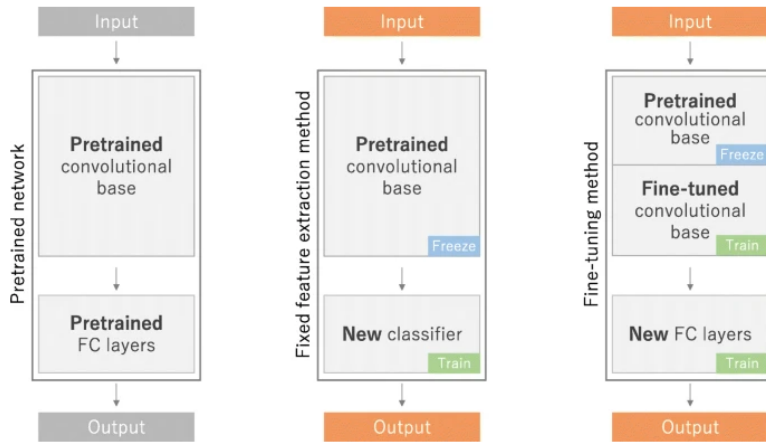 Pretrained network
Input
Pretrained
convolutional
base
Pretrained
FC layers
Output
Fixed feature extraction method
Input
Pretrained
convolutional
base
Freeze
New classifier
Train
Output
Fine-tuning method
Input
Pretrained
convolutional
base
Freeze
Fine-tuned
convolutional
base
Train
New FC layers
Train
Output